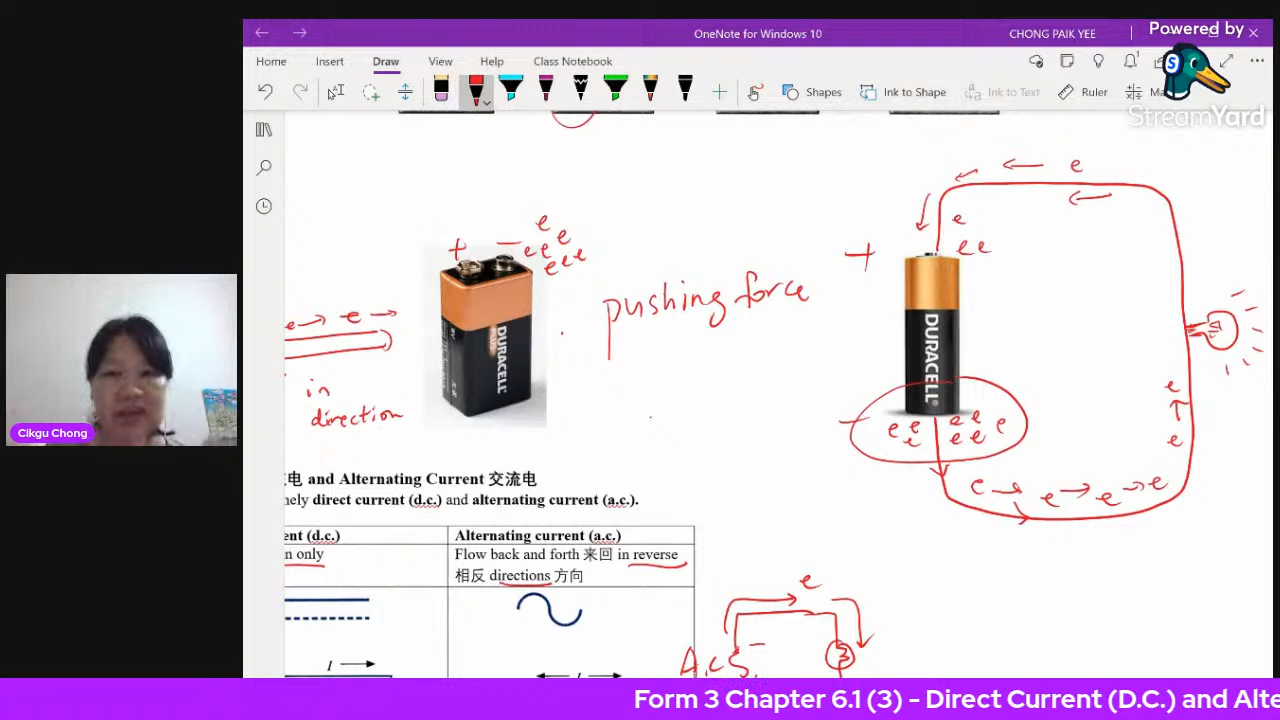 OneNote for Windows 10
CHONG PAIK YEE
Powered by
StreamYard
Home Insert Draw View Help Class Notebook
Shapes Ink to Shape Ink to Text Ruler
e
e
e e
+ −
e
e
e e
e e e
+
pushing force
e → e →
in
direction
DURACELL
PLUS
DURACELL
−
e e e e e
e e e
e
e
e → e → e → e
Cikgu Chong
电 and Alternating Current 交流电
nely direct current (d.c.) and alternating current (a.c.).
nt (d.c.) Alternating current (a.c.)
n only Flow back and forth 来回 in reverse
相反 directions 方向
e
I
A.c S.
Form 3 Chapter 6.1 (3) - Direct Current (D.C.) and Alte